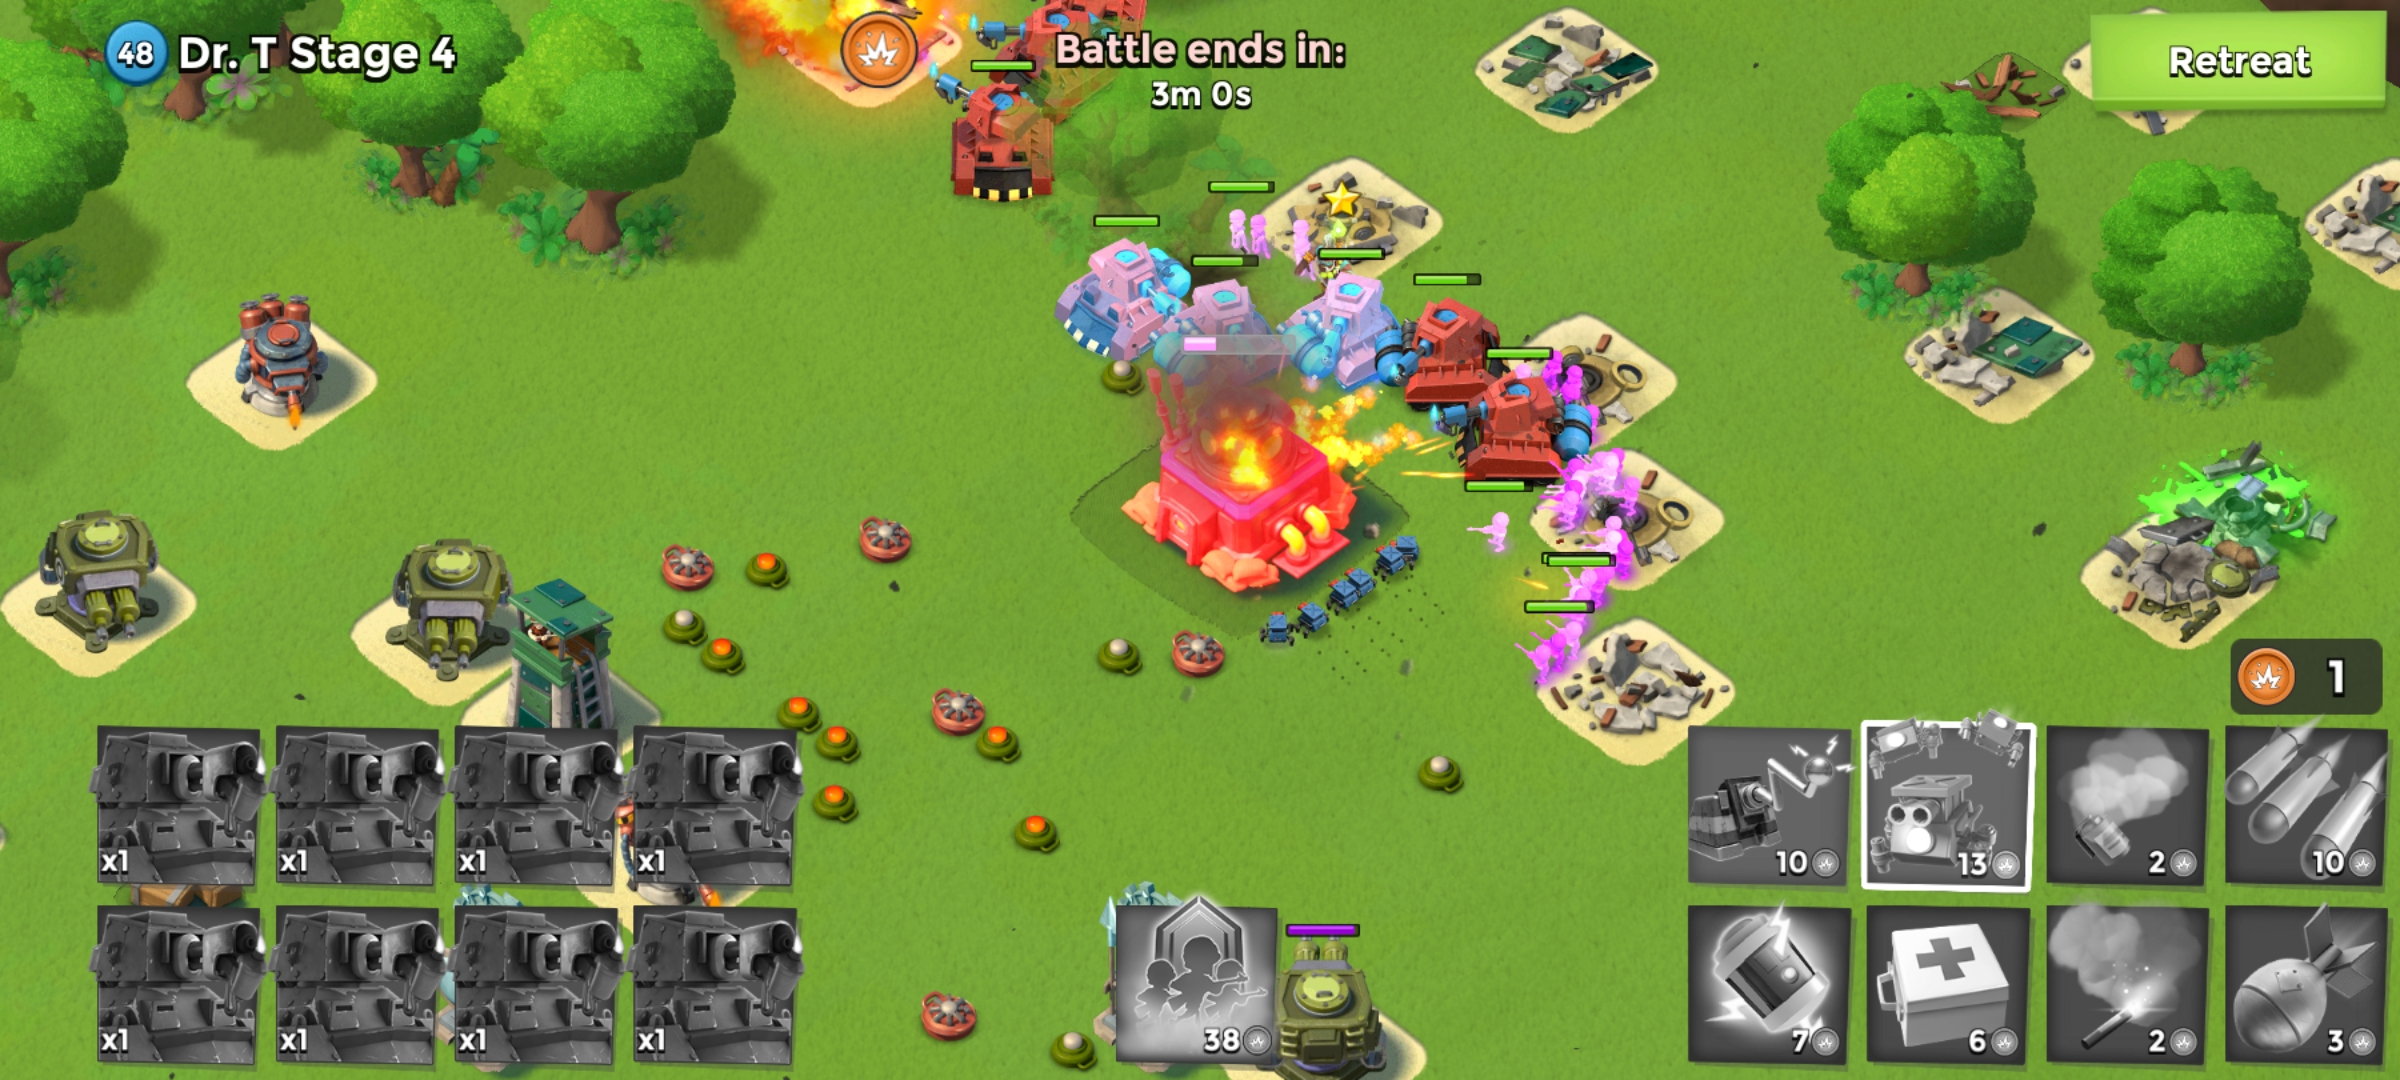 48 Dr. T Stage 4
Battle ends in:
3m 0s
Retreat
1
x1
x1
x1
x1
10
13
2
10
x1
x1
x1
x1
38
7
6
2
3